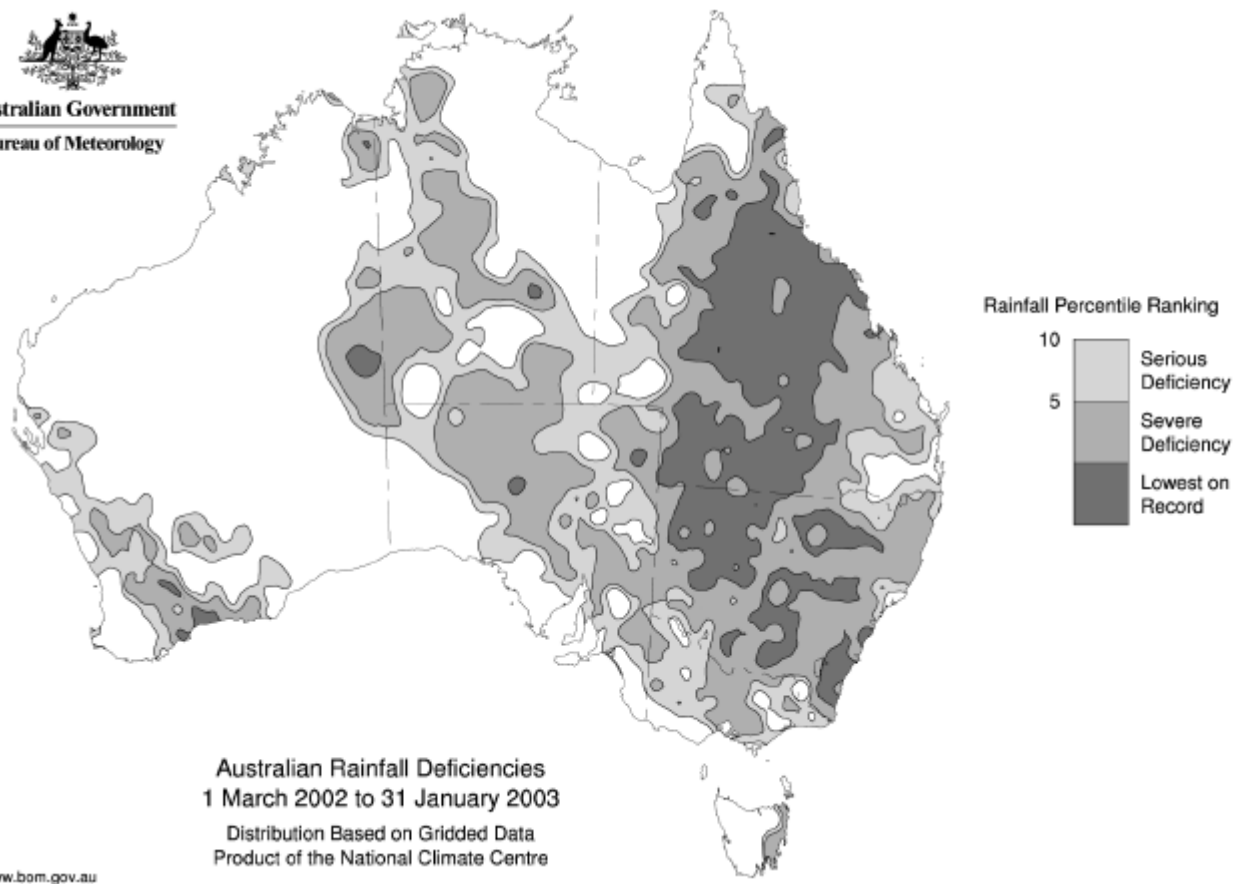 stralian Government
ureau of Meteorology
Rainfall Percentile Ranking
10
Serious
Deficiency
5
Severe
Deficiency
Lowest on
Record
Australian Rainfall Deficiencies
1 March 2002 to 31 January 2003
Distribution Based on Gridded Data
Product of the National Climate Centre
ww.bom.gov.au